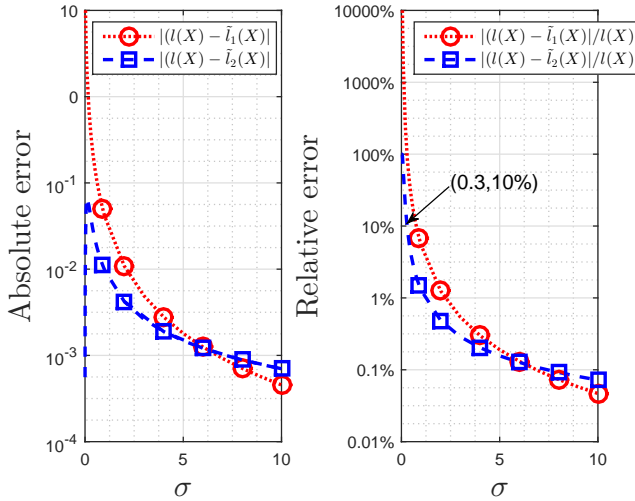 10
0
10⁻¹
10⁻²
10⁻³
10⁻⁴
Absolute error
0 5 10
σ
|(l(X) − l̃₁(X)|
|(l(X) − l̃₂(X)|
10000%
1000%
100%
10%
1%
0.1%
0.01%
Relative error
0 5 10
σ
|(l(X) − l̃₁(X)|/l(X)
|(l(X) − l̃₂(X)|/l(X)
(0.3,10%)